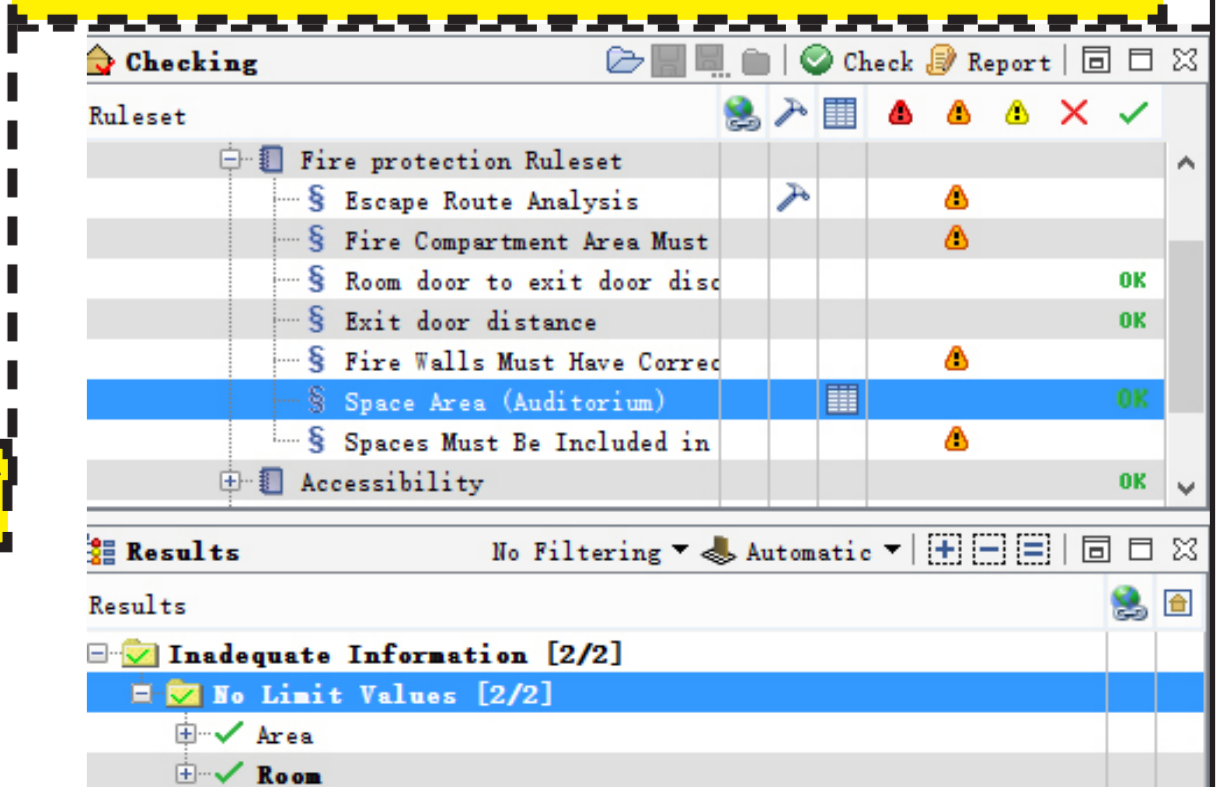 Checking Check Report
Ruleset
Fire protection Ruleset
§ Escape Route Analysis
§ Fire Compartment Area Must
§ Room door to exit door disc OK
§ Exit door distance OK
§ Fire Walls Must Have Correc
§ Space Area (Auditorium) OK
§ Spaces Must Be Included in
Accessibility OK
Results No Filtering Automatic
Results
Inadequate Information [2/2]
No Limit Values [2/2]
Area
Room